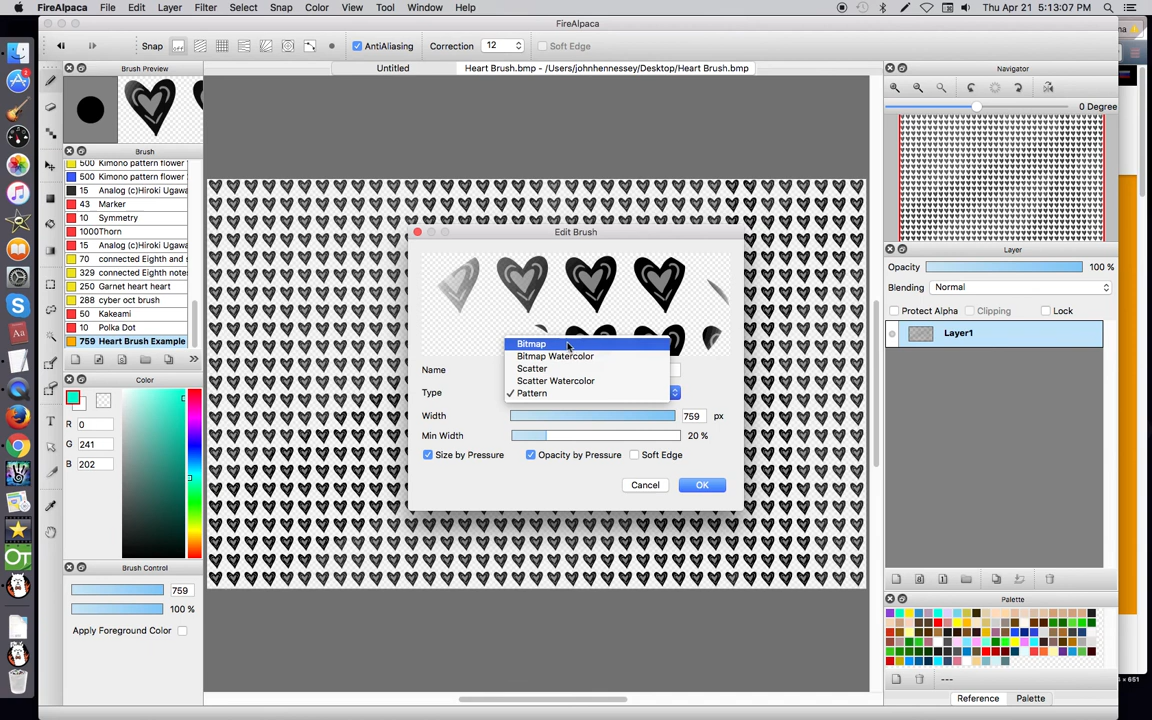 FireAlpaca File Edit Layer Filter Select Snap Color View Tool Window Help Thu Apr 21 5:13:07 PM
FireAlpaca
Snap AntiAliasing Correction 12 Soft Edge
Brush Preview
Untitled Heart Brush.bmp - /Users/johnhennessey/Desktop/Heart Brush.bmp
Navigator
0 Degree
Brush
500 Kimono pattern flower
500 Kimono pattern flower
15 Analog (c)Hiroki Ugawa
43 Marker
10 Symmetry
1000Thorn
15 Analog (c)Hiroki Ugawa
70 connected Eighth and s
329 connected Eighth note
250 Garnet heart heart
288 cyber oct brush
50 Kakeami
10 Polka Dot
759 Heart Brush Example
Color
R 0
G 241
B 202
Brush Control
759
100 %
Apply Foreground Color
Edit Brush
Bitmap
Bitmap Watercolor
Scatter
Scatter Watercolor
✓ Pattern
Name
Type
Width 759 px
Min Width 20 %
Size by Pressure Opacity by Pressure Soft Edge
Cancel OK
Layer
Opacity 100 %
Blending Normal
Protect Alpha Clipping Lock
Layer1
Palette
---
Reference Palette